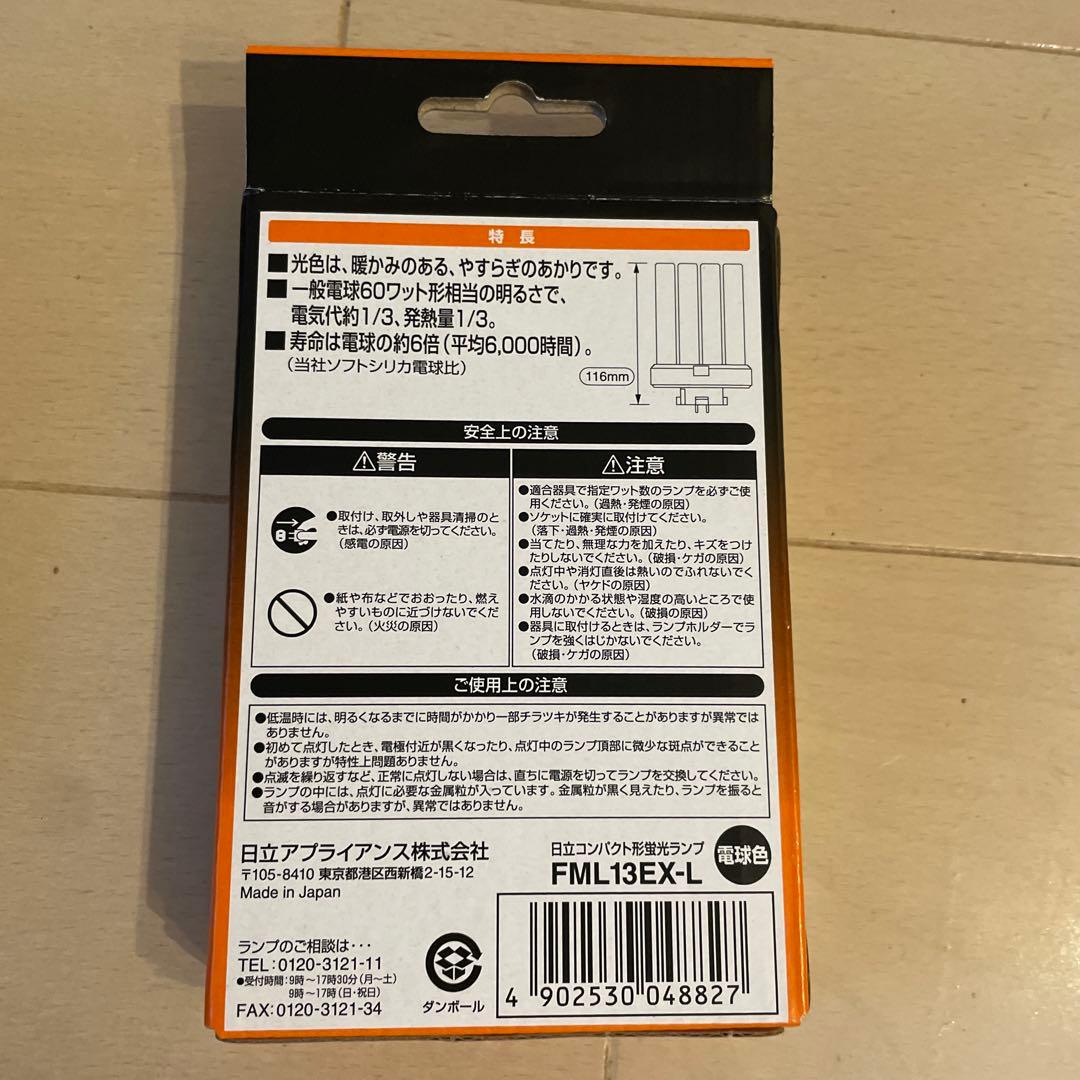 特長
■光色は、暖かみのある、やすらぎのあかりです。
■一般電球60ワット形相当の明るさで、
電気代約1/3、発熱量1/3。
■寿命は電球の約6倍(平均6,000時間)。
(当社ソフトシリカ電球比)
116mm
安全上の注意
⚠警告
●取付け、取外しや器具清掃のと
きは、必ず電源を切ってください。
(感電の原因)
●紙や布などでおおったり、燃え
やすいものに近づけないでくだ
さい。(火災の原因)
⚠注意
●適合器具で指定ワット数のランプを必ずご使
用ください。(過熱・発煙の原因)
●ソケットに確実に取付けてください。
(落下・過熱・発煙の原因)
●当てたり、無理な力を加えたり、キズをつけ
たりしないでください。(破損・ケガの原因)
●点灯中や消灯直後は熱いのでふれないでく
ださい。(ヤケドの原因)
●水滴のかかる状態や湿度の高いところで使
用しないでください。(破損の原因)
●器具に取付けるときは、ランプホルダーでラ
ンプを強くはじかないでください。
(破損・ケガの原因)
ご使用上の注意
●低温時には、明るくなるまでに時間がかかり一部チラツキが発生することがありますが異常では
ありません。
●初めて点灯したとき、電極付近が黒くなったり、点灯中のランプ頂部に微少な斑点ができること
がありますが特性上問題ありません。
●点滅を繰り返すなど、正常に点灯しない場合は、直ちに電源を切ってランプを交換してください。
●ランプの中には、点灯に必要な金属粒が入っています。金属粒が黒く見えたり、ランプを振ると
音がする場合がありますが、異常ではありません。
日立アプライアンス株式会社
〒105-8410 東京都港区西新橋2-15-12
Made in Japan
日立コンパクト形蛍光ランプ
FML13EX-L
電球色
ランプのご相談は・・・
TEL:0120-3121-11
●受付時間:9時～17時30分(月～土)
9時～17時(日・祝日)
FAX:0120-3121-34
ダンボール
4 902530 048827